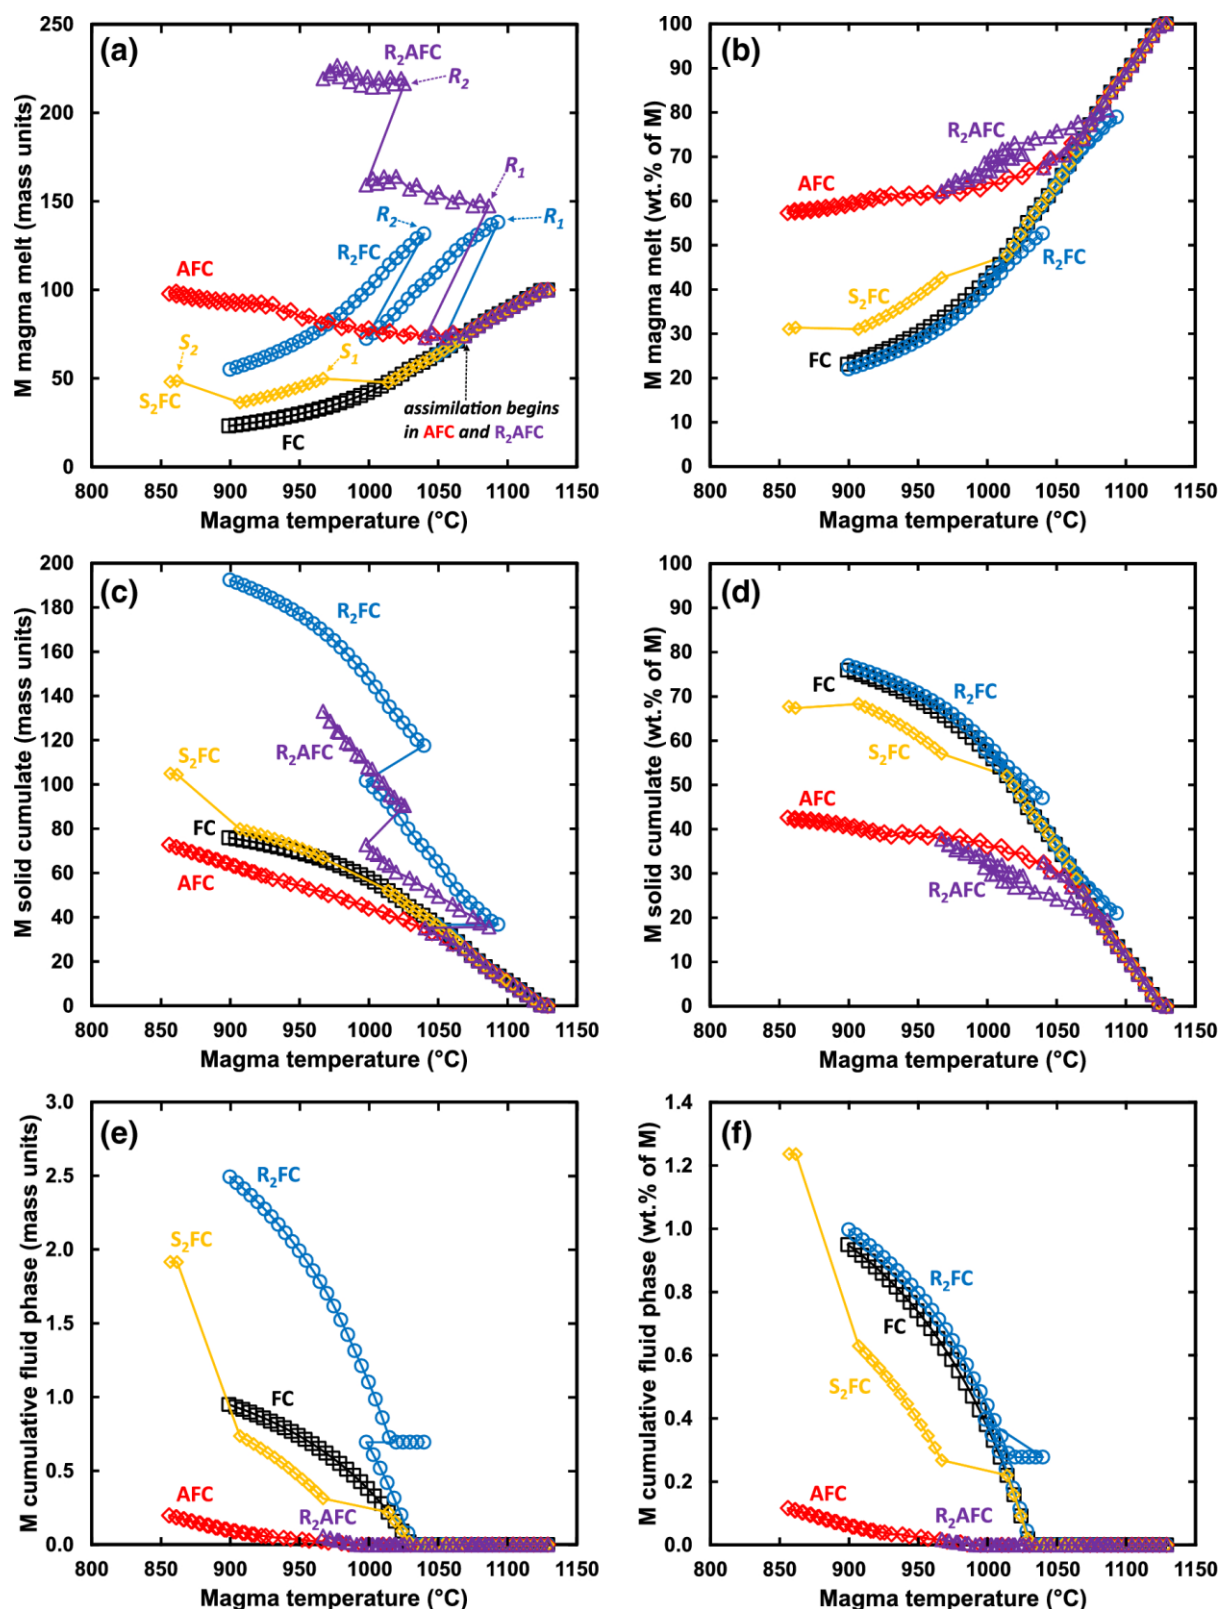 (a)
M magma melt (mass units)
250
200
150
100
50
0
R2AFC
R2
R1
R2
R1
R2FC
AFC
S2
S1
S2FC
FC
assimilation begins
in AFC and R2AFC
800 850 900 950 1000 1050 1100 1150
Magma temperature (°C)
(b)
M magma melt (wt.% of M)
100
90
80
70
60
50
40
30
20
10
0
R2AFC
AFC
S2FC
R2FC
FC
800 850 900 950 1000 1050 1100 1150
Magma temperature (°C)
(c)
M solid cumulate (mass units)
200
180
160
140
120
100
80
60
40
20
0
R2FC
R2AFC
S2FC
FC
AFC
800 850 900 950 1000 1050 1100 1150
Magma temperature (°C)
(d)
M solid cumulate (wt.% of M)
100
90
80
70
60
50
40
30
20
10
0
FC
R2FC
S2FC
AFC
R2AFC
800 850 900 950 1000 1050 1100 1150
Magma temperature (°C)
(e)
M cumulative fluid phase (mass units)
3.0
2.5
2.0
1.5
1.0
0.5
0.0
R2FC
S2FC
FC
AFC
R2AFC
800 850 900 950 1000 1050 1100 1150
Magma temperature (°C)
(f)
M cumulative fluid phase (wt.% of M)
1.4
1.2
1.0
0.8
0.6
0.4
0.2
0.0
R2FC
FC
S2FC
AFC
R2AFC
800 850 900 950 1000 1050 1100 1150
Magma temperature (°C)